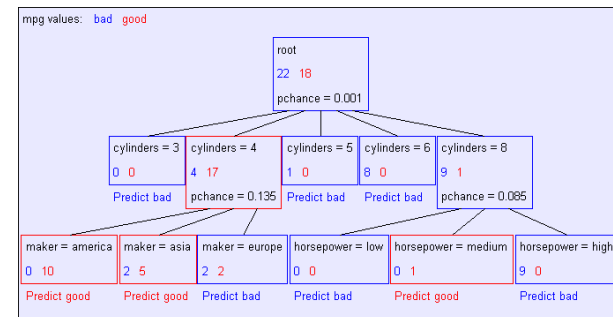 mpg values: bad good
root
22 18
pchance = 0.001
cylinders = 3
0 0
Predict bad
cylinders = 4
4 17
pchance = 0.135
cylinders = 5
1 0
Predict bad
cylinders = 6
8 0
Predict bad
cylinders = 8
9 1
pchance = 0.085
maker = america
0 10
Predict good
maker = asia
2 5
Predict good
maker = europe
2 2
Predict bad
horsepower = low
0 0
Predict bad
horsepower = medium
0 1
Predict good
horsepower = high
9 0
Predict bad